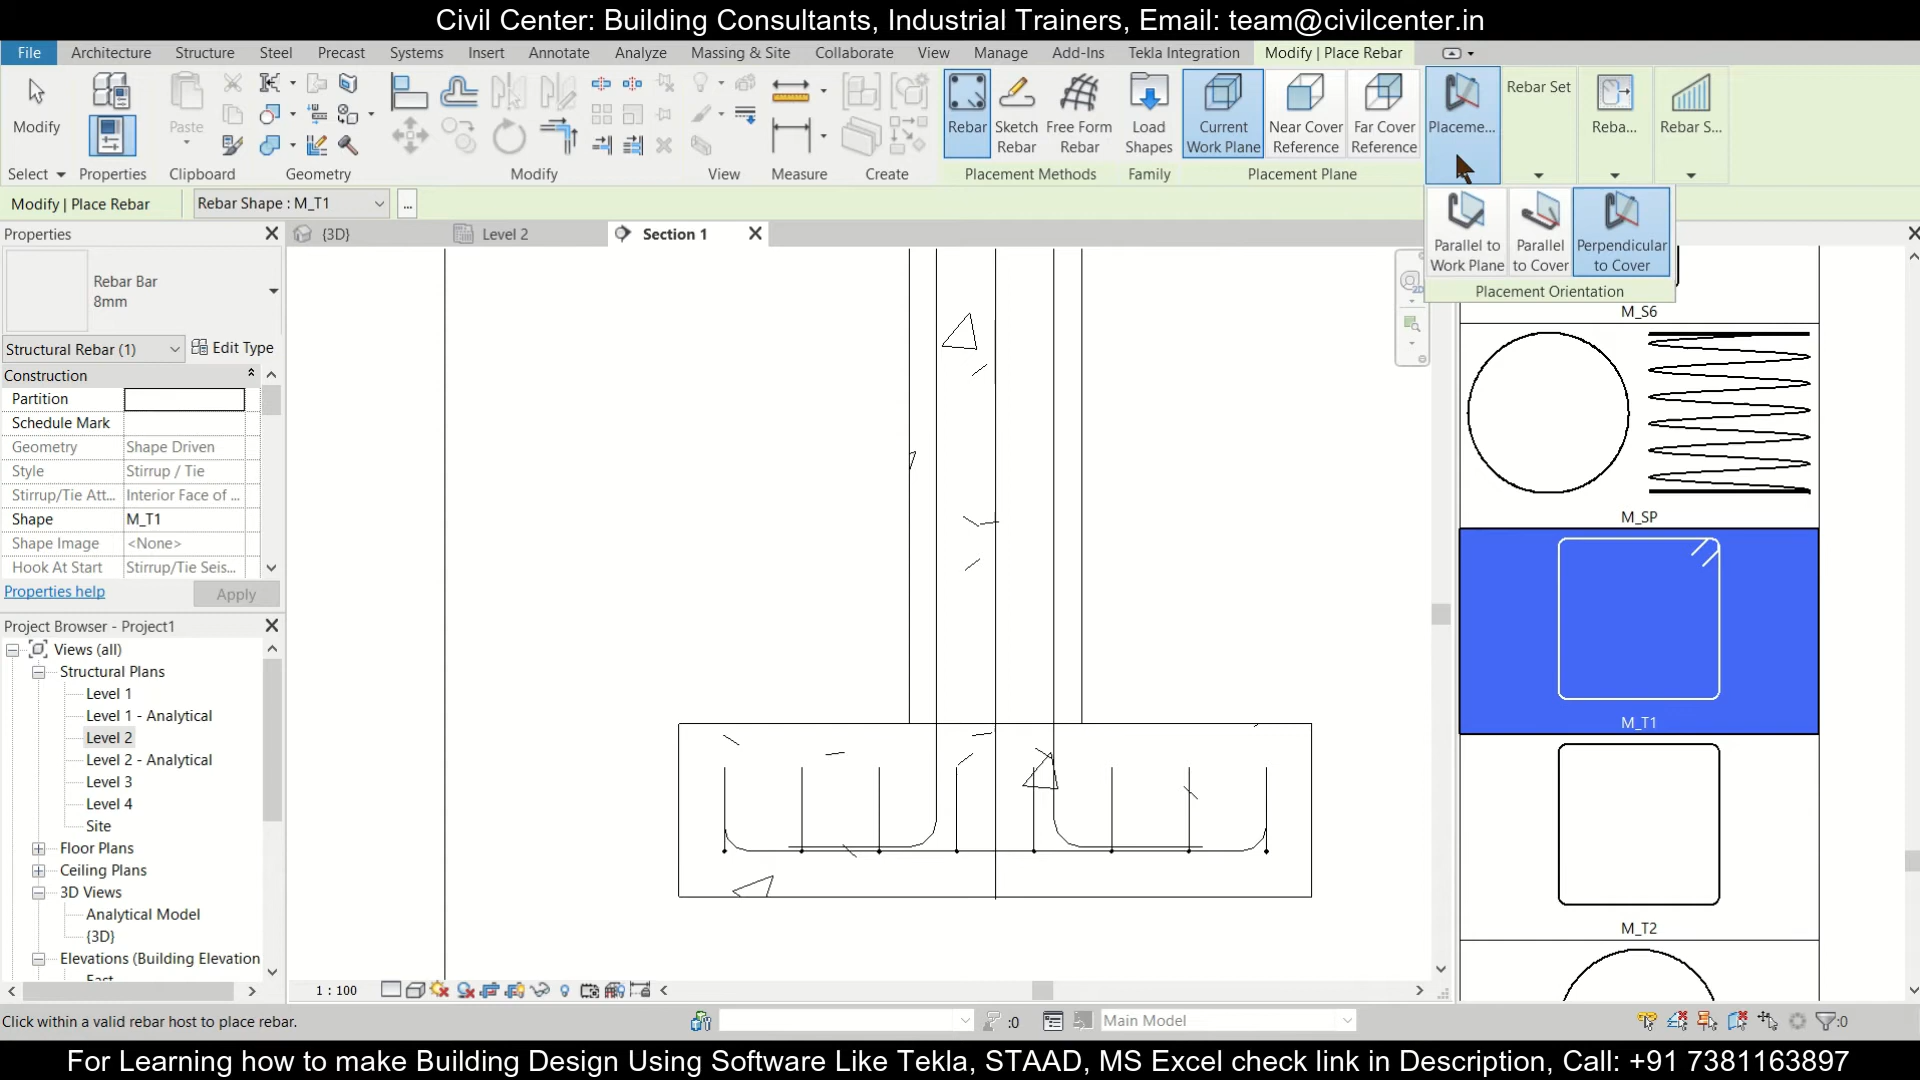 Civil Center: Building Consultants, Industrial Trainers, Email: team@civilcenter.in
File Architecture Structure Steel Precast Systems Insert Annotate Analyze Massing & Site Collaborate View Manage Add-Ins Tekla Integration Modify | Place Rebar
Modify
Paste
Rebar
Sketch Rebar
Free Form Rebar
Load Shapes
Current Work Plane
Near Cover Reference
Far Cover Reference
Placeme...
Rebar Set
Reba...
Rebar S...
Select Properties Clipboard Geometry Modify View Measure Create Placement Methods Family Placement Plane
Modify | Place Rebar
Rebar Shape : M_T1
...
Parallel to Work Plane
Parallel to Cover
Perpendicular to Cover
Placement Orientation
Properties
{3D}
Level 2
Section 1
Rebar Bar
8mm
Structural Rebar (1)
Edit Type
Construction
Partition
Schedule Mark
Geometry Shape Driven
Style Stirrup / Tie
Stirrup/Tie Att... Interior Face of ...
Shape M_T1
Shape Image <None>
Hook At Start Stirrup/Tie Seis...
Properties help
Apply
Project Browser - Project1
Views (all)
Structural Plans
Level 1
Level 1 - Analytical
Level 2
Level 2 - Analytical
Level 3
Level 4
Site
Floor Plans
Ceiling Plans
3D Views
Analytical Model
{3D}
Elevations (Building Elevation
East
M_S6
M_SP
M_T1
M_T2
1 : 100
Click within a valid rebar host to place rebar.
:0
Main Model
:0
For Learning how to make Building Design Using Software Like Tekla, STAAD, MS Excel check link in Description, Call: +91 7381163897